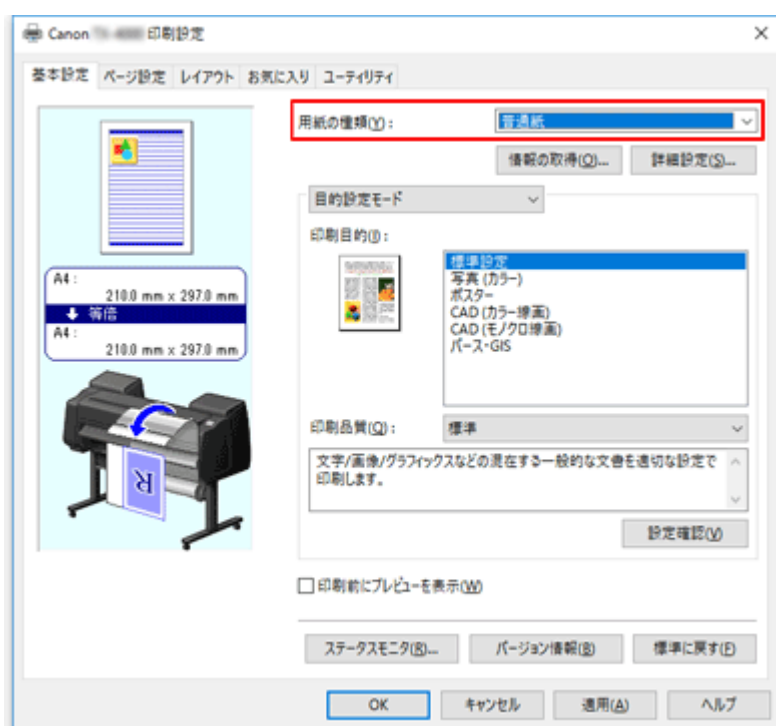 Canon 印刷設定
基本設定 ページ設定 レイアウト お気に入り ユーティリティ
用紙の種類(Y): 普通紙
情報の取得(O)... 詳細設定(S)...
目的設定モード
印刷目的(I):
標準設定
写真 (カラー)
ポスター
CAD (カラー線画)
CAD (モノクロ線画)
パース・GIS
A4 :
210.0 mm x 297.0 mm
等倍
A4 :
210.0 mm x 297.0 mm
R
印刷品質(Q): 標準
文字/画像/グラフィックスなどの混在する一般的な文書を適切な設定で
印刷します。
設定確認(V)
印刷前にプレビューを表示(W)
ステータスモニタ(R)... バージョン情報(B) 標準に戻す(F)
OK キャンセル 適用(A) ヘルプ